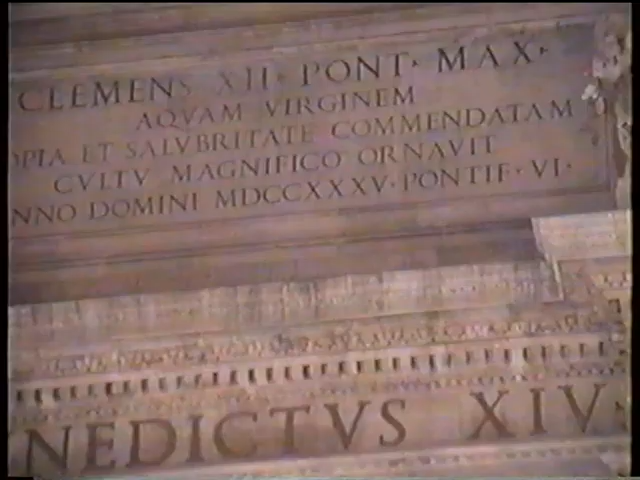 CLEMENS XII · PONT · MAX ·
AQVAM VIRGINEM
OPIA ET SALVBRITATE COMMENDATAM
CVLTV MAGNIFICO ORNAVIT
NNO DOMINI MDCCXXXV · PONTIF · VI ·
NEDICTVS XIV